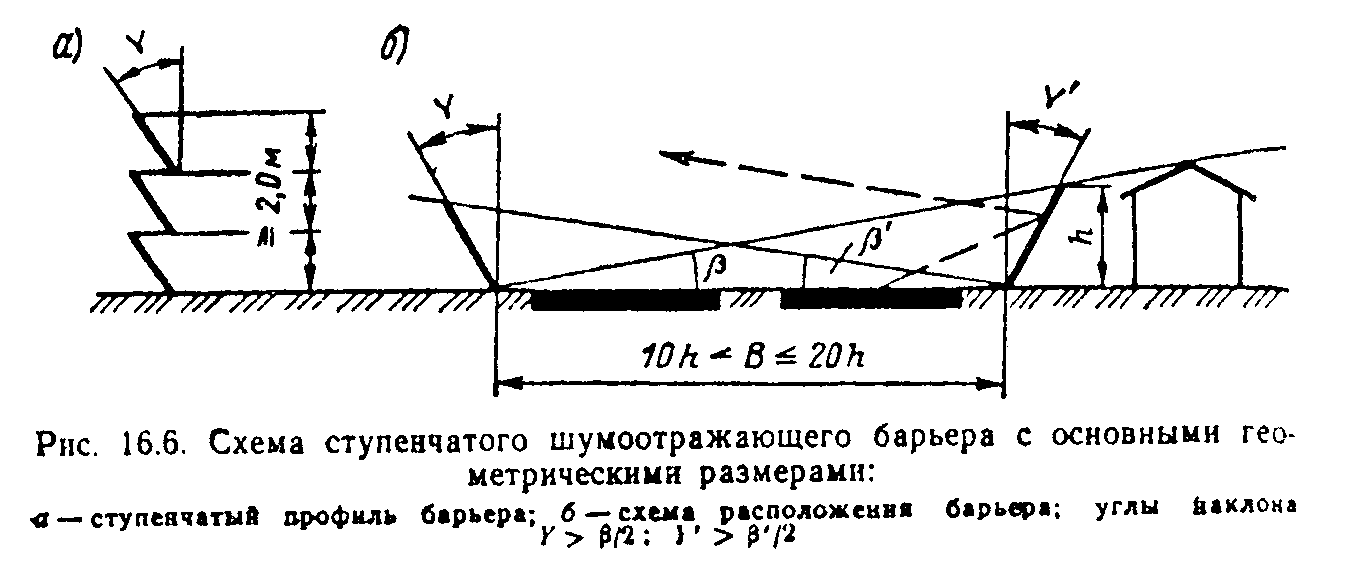 а) γ
б) γ γ'
≈ 2,0 м
β β' h
10h < B ≤ 20h
Рис. 16.6. Схема ступенчатого шумоотражающего барьера с основными гео-
метрическими размерами:
а — ступенчатый профиль барьера; б — схема расположения барьера; углы наклона
γ > β/2; γ' > β'/2